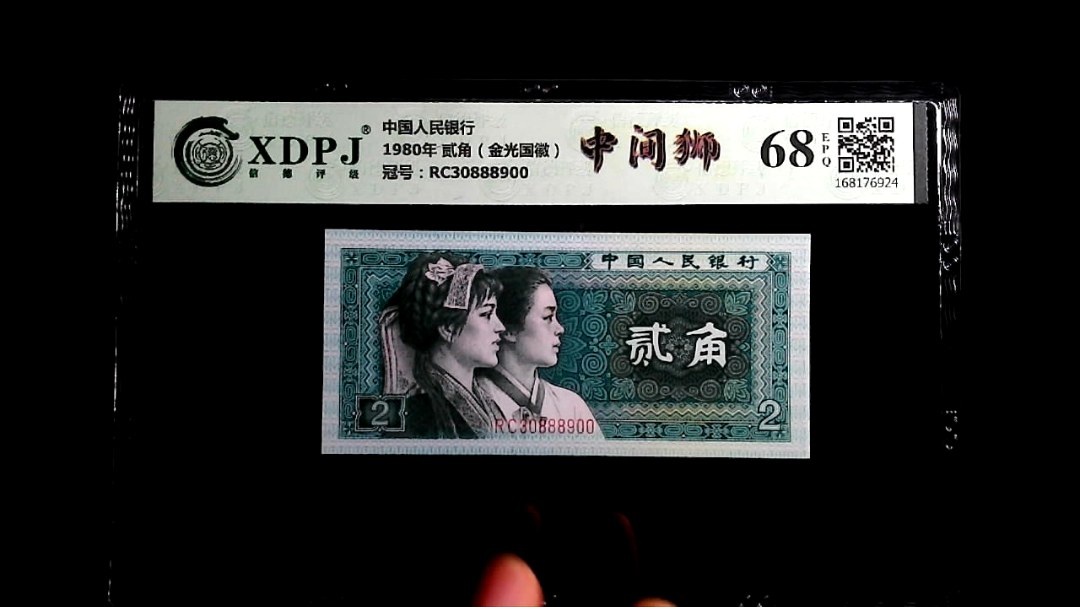 XDPJ®
信德评级
中国人民银行
1980年 贰角（金光国徽）
冠号：RC30888900
中间狮
68
EPQ
168176924
中国人民银行
贰角
2
2
RC30888900